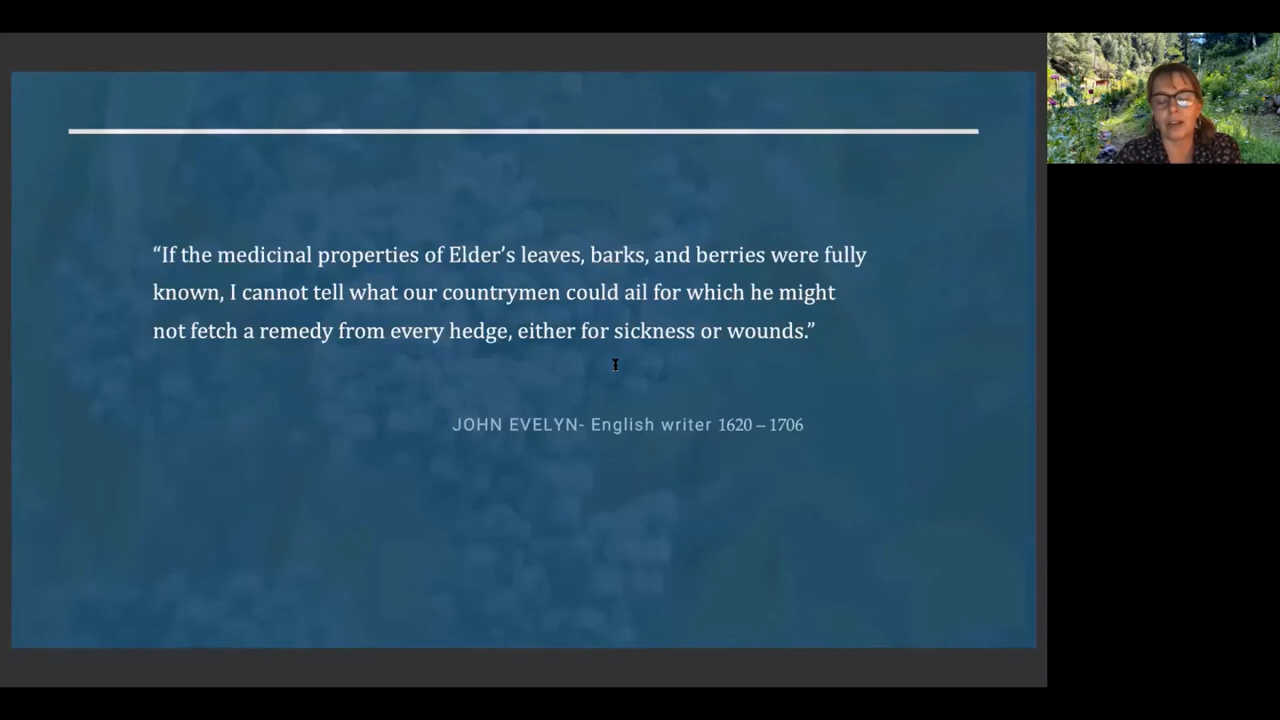 “If the medicinal properties of Elder’s leaves, barks, and berries were fully
known, I cannot tell what our countrymen could ail for which he might
not fetch a remedy from every hedge, either for sickness or wounds.”
JOHN EVELYN- English writer 1620 – 1706